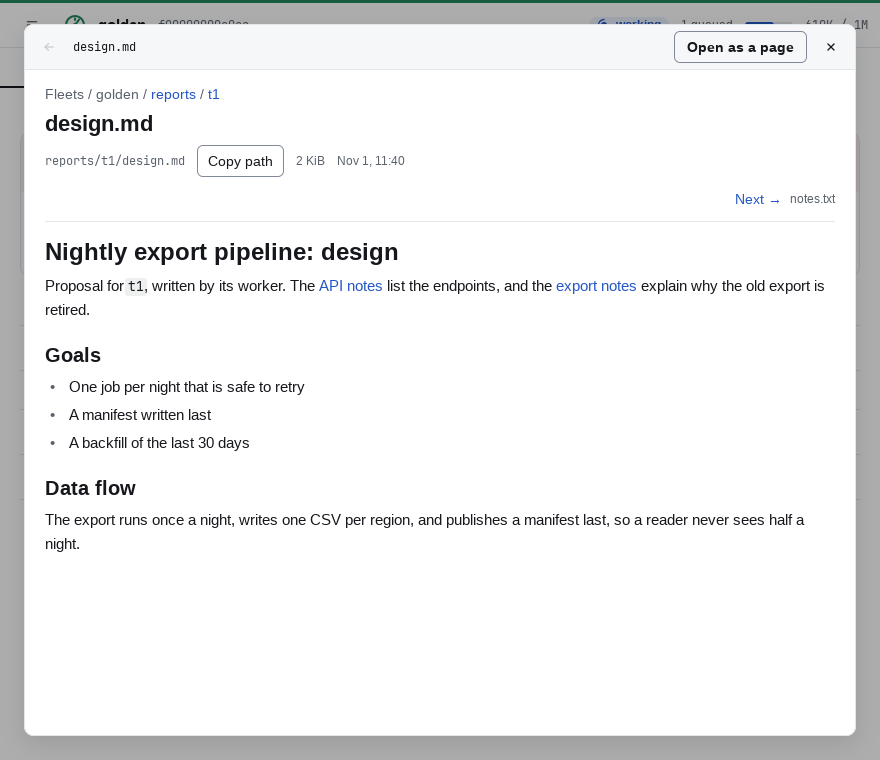 golden
working 1 queued
design.md
Open as a page
×
Fleets / golden / reports / t1
design.md
reports/t1/design.md
Copy path
2 KiB
Nov 1, 11:40
Next → notes.txt
Nightly export pipeline: design
Proposal for t1, written by its worker. The API notes list the endpoints, and the export notes explain why the old export is
retired.
Goals
• One job per night that is safe to retry
• A manifest written last
• A backfill of the last 30 days
Data flow
The export runs once a night, writes one CSV per region, and publishes a manifest last, so a reader never sees half a
night.